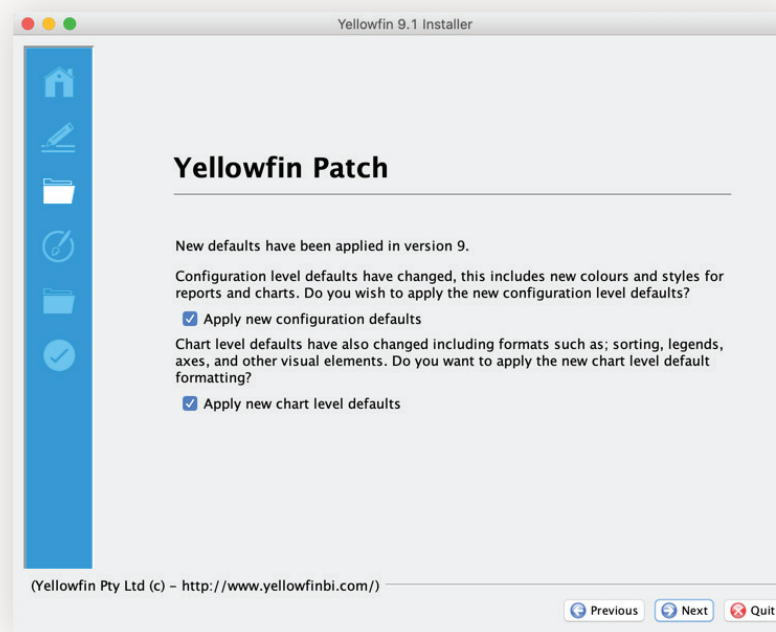 Yellowfin 9.1 Installer
Yellowfin Patch
New defaults have been applied in version 9.
Configuration level defaults have changed, this includes new colours and styles for
reports and charts. Do you wish to apply the new configuration level defaults?
Apply new configuration defaults
Chart level defaults have also changed including formats such as; sorting, legends,
axes, and other visual elements. Do you want to apply the new chart level default
formatting?
Apply new chart level defaults
(Yellowfin Pty Ltd (c) – http://www.yellowfinbi.com/)
Previous Next Quit